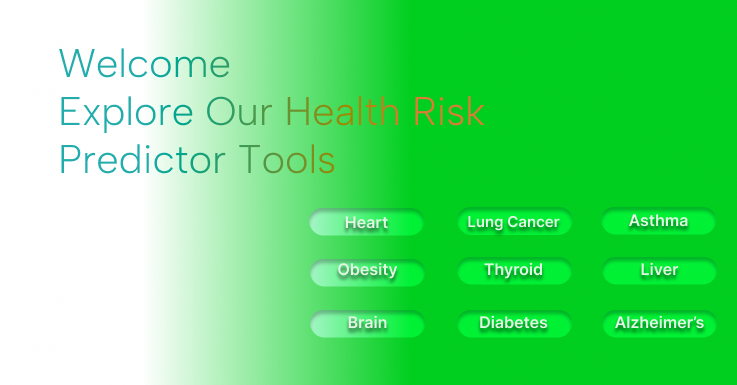 Welcome
Explore Our Health Risk
Predictor Tools
Heart
Lung Cancer
Asthma
Obesity
Thyroid
Liver
Brain
Diabetes
Alzheimer’s